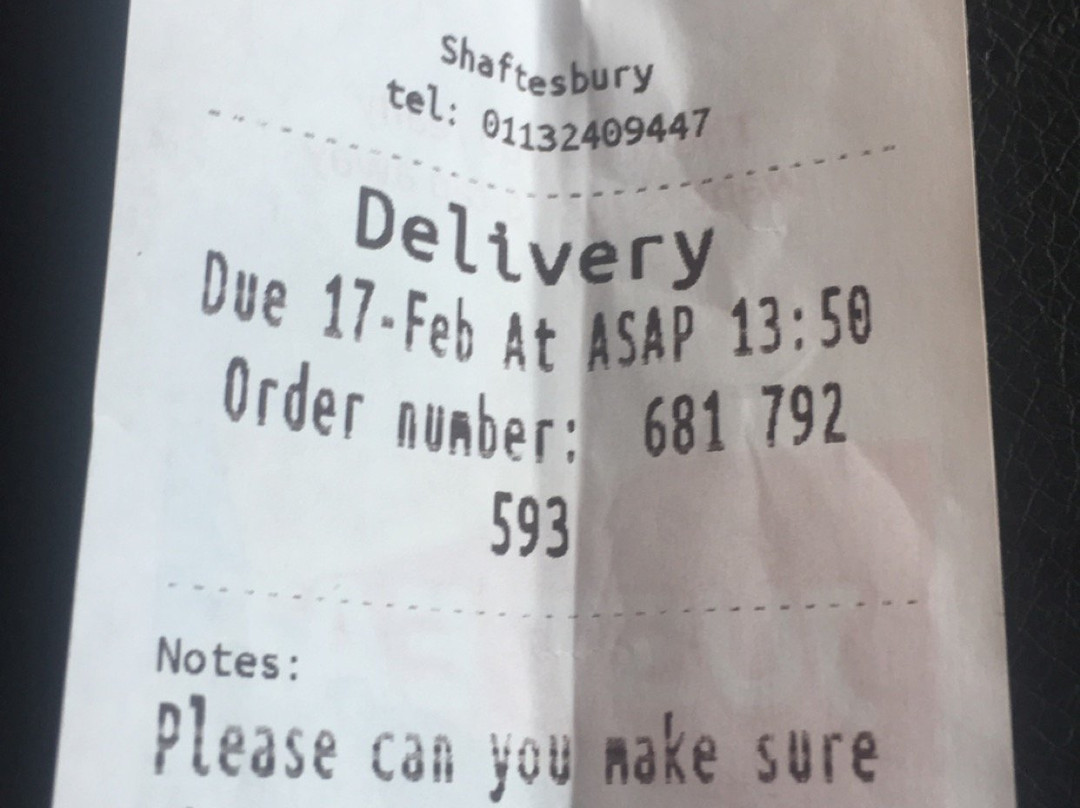 Shaftesbury
tel: 01132409447
Delivery
Due 17-Feb At ASAP 13:50
Order number: 681 792
593
Notes:
Please can you make sure